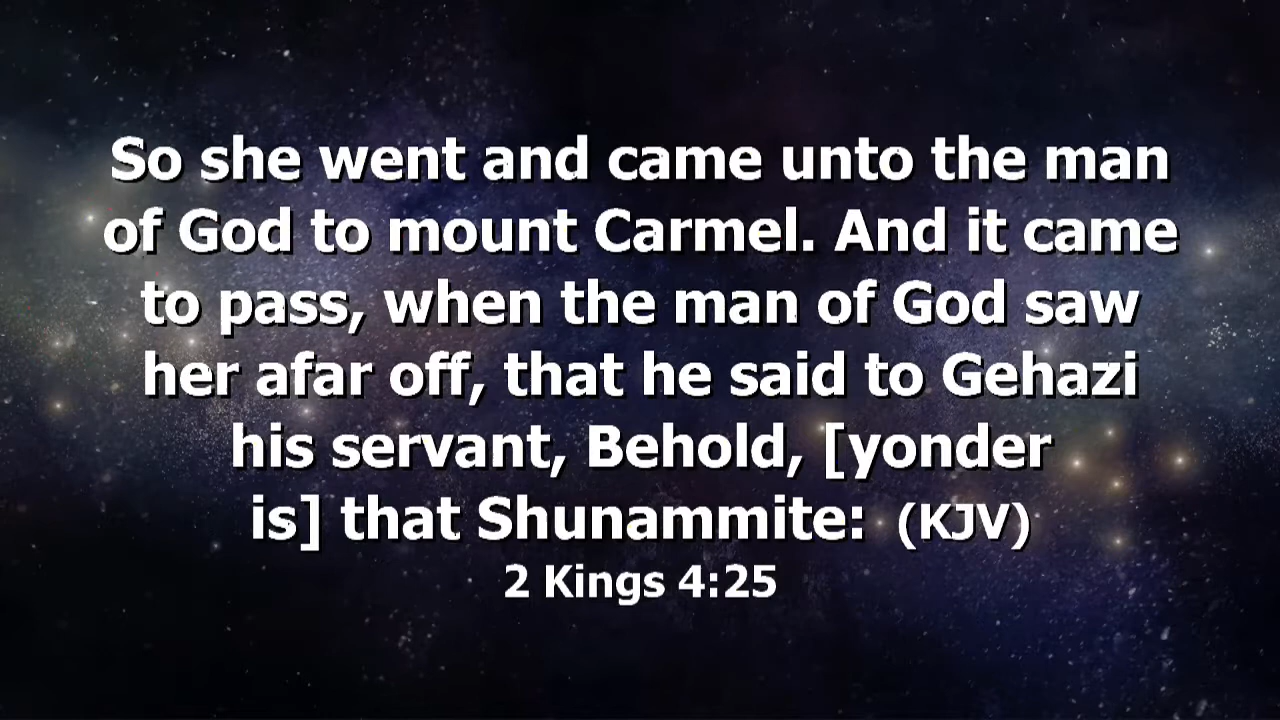 So she went and came unto the man
of God to mount Carmel. And it came
to pass, when the man of God saw
her afar off, that he said to Gehazi
his servant, Behold, [yonder
is] that Shunammite: (KJV)
2 Kings 4:25